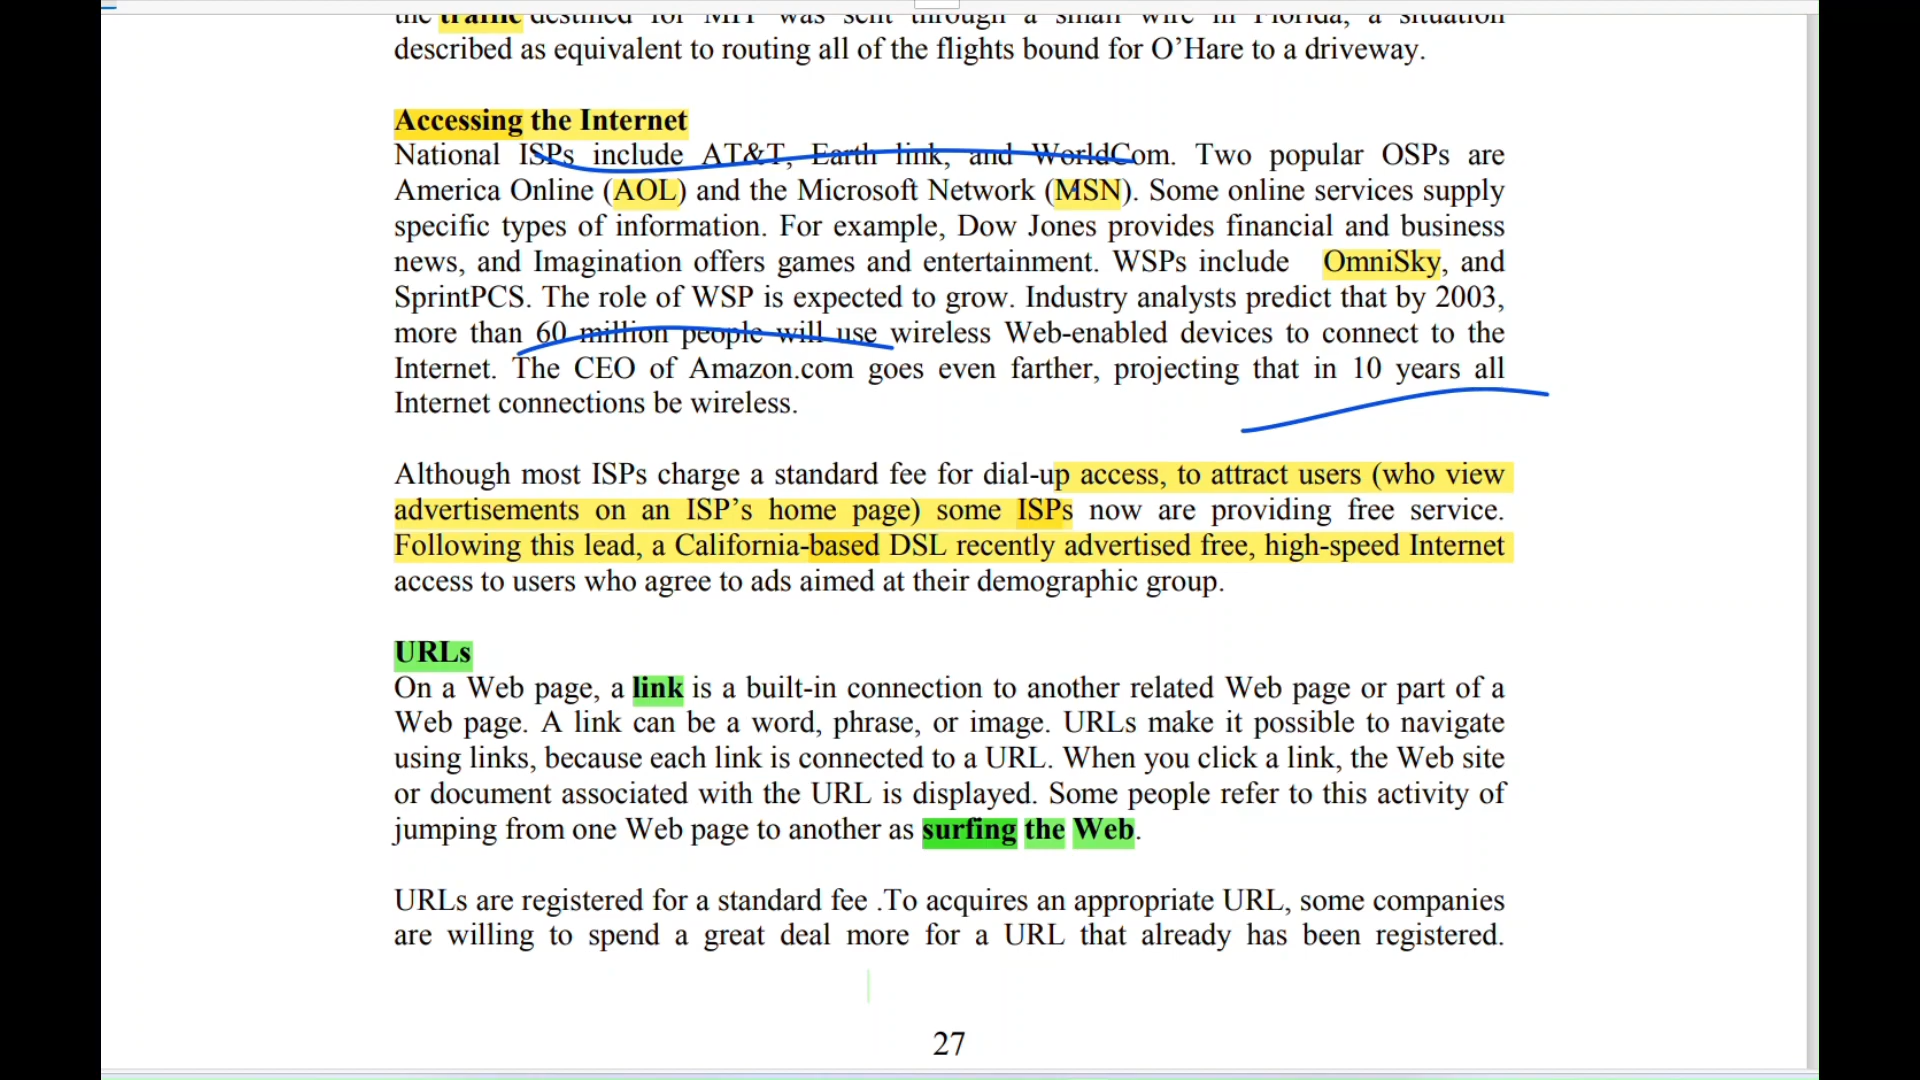 the traffic destined for MIT was sent through a small wire in Florida, a situation
described as equivalent to routing all of the flights bound for O’Hare to a driveway.
Accessing the Internet
National ISPs include AT&T, Earth link, and WorldCom. Two popular OSPs are
America Online (AOL) and the Microsoft Network (MSN). Some online services supply
specific types of information. For example, Dow Jones provides financial and business
news, and Imagination offers games and entertainment. WSPs include OmniSky, and
SprintPCS. The role of WSP is expected to grow. Industry analysts predict that by 2003,
more than 60 million people will use wireless Web-enabled devices to connect to the
Internet. The CEO of Amazon.com goes even farther, projecting that in 10 years all
Internet connections be wireless.
Although most ISPs charge a standard fee for dial-up access, to attract users (who view
advertisements on an ISP’s home page) some ISPs now are providing free service.
Following this lead, a California-based DSL recently advertised free, high-speed Internet
access to users who agree to ads aimed at their demographic group.
URLs
On a Web page, a link is a built-in connection to another related Web page or part of a
Web page. A link can be a word, phrase, or image. URLs make it possible to navigate
using links, because each link is connected to a URL. When you click a link, the Web site
or document associated with the URL is displayed. Some people refer to this activity of
jumping from one Web page to another as surfing the Web.
URLs are registered for a standard fee .To acquires an appropriate URL, some companies
are willing to spend a great deal more for a URL that already has been registered.
27